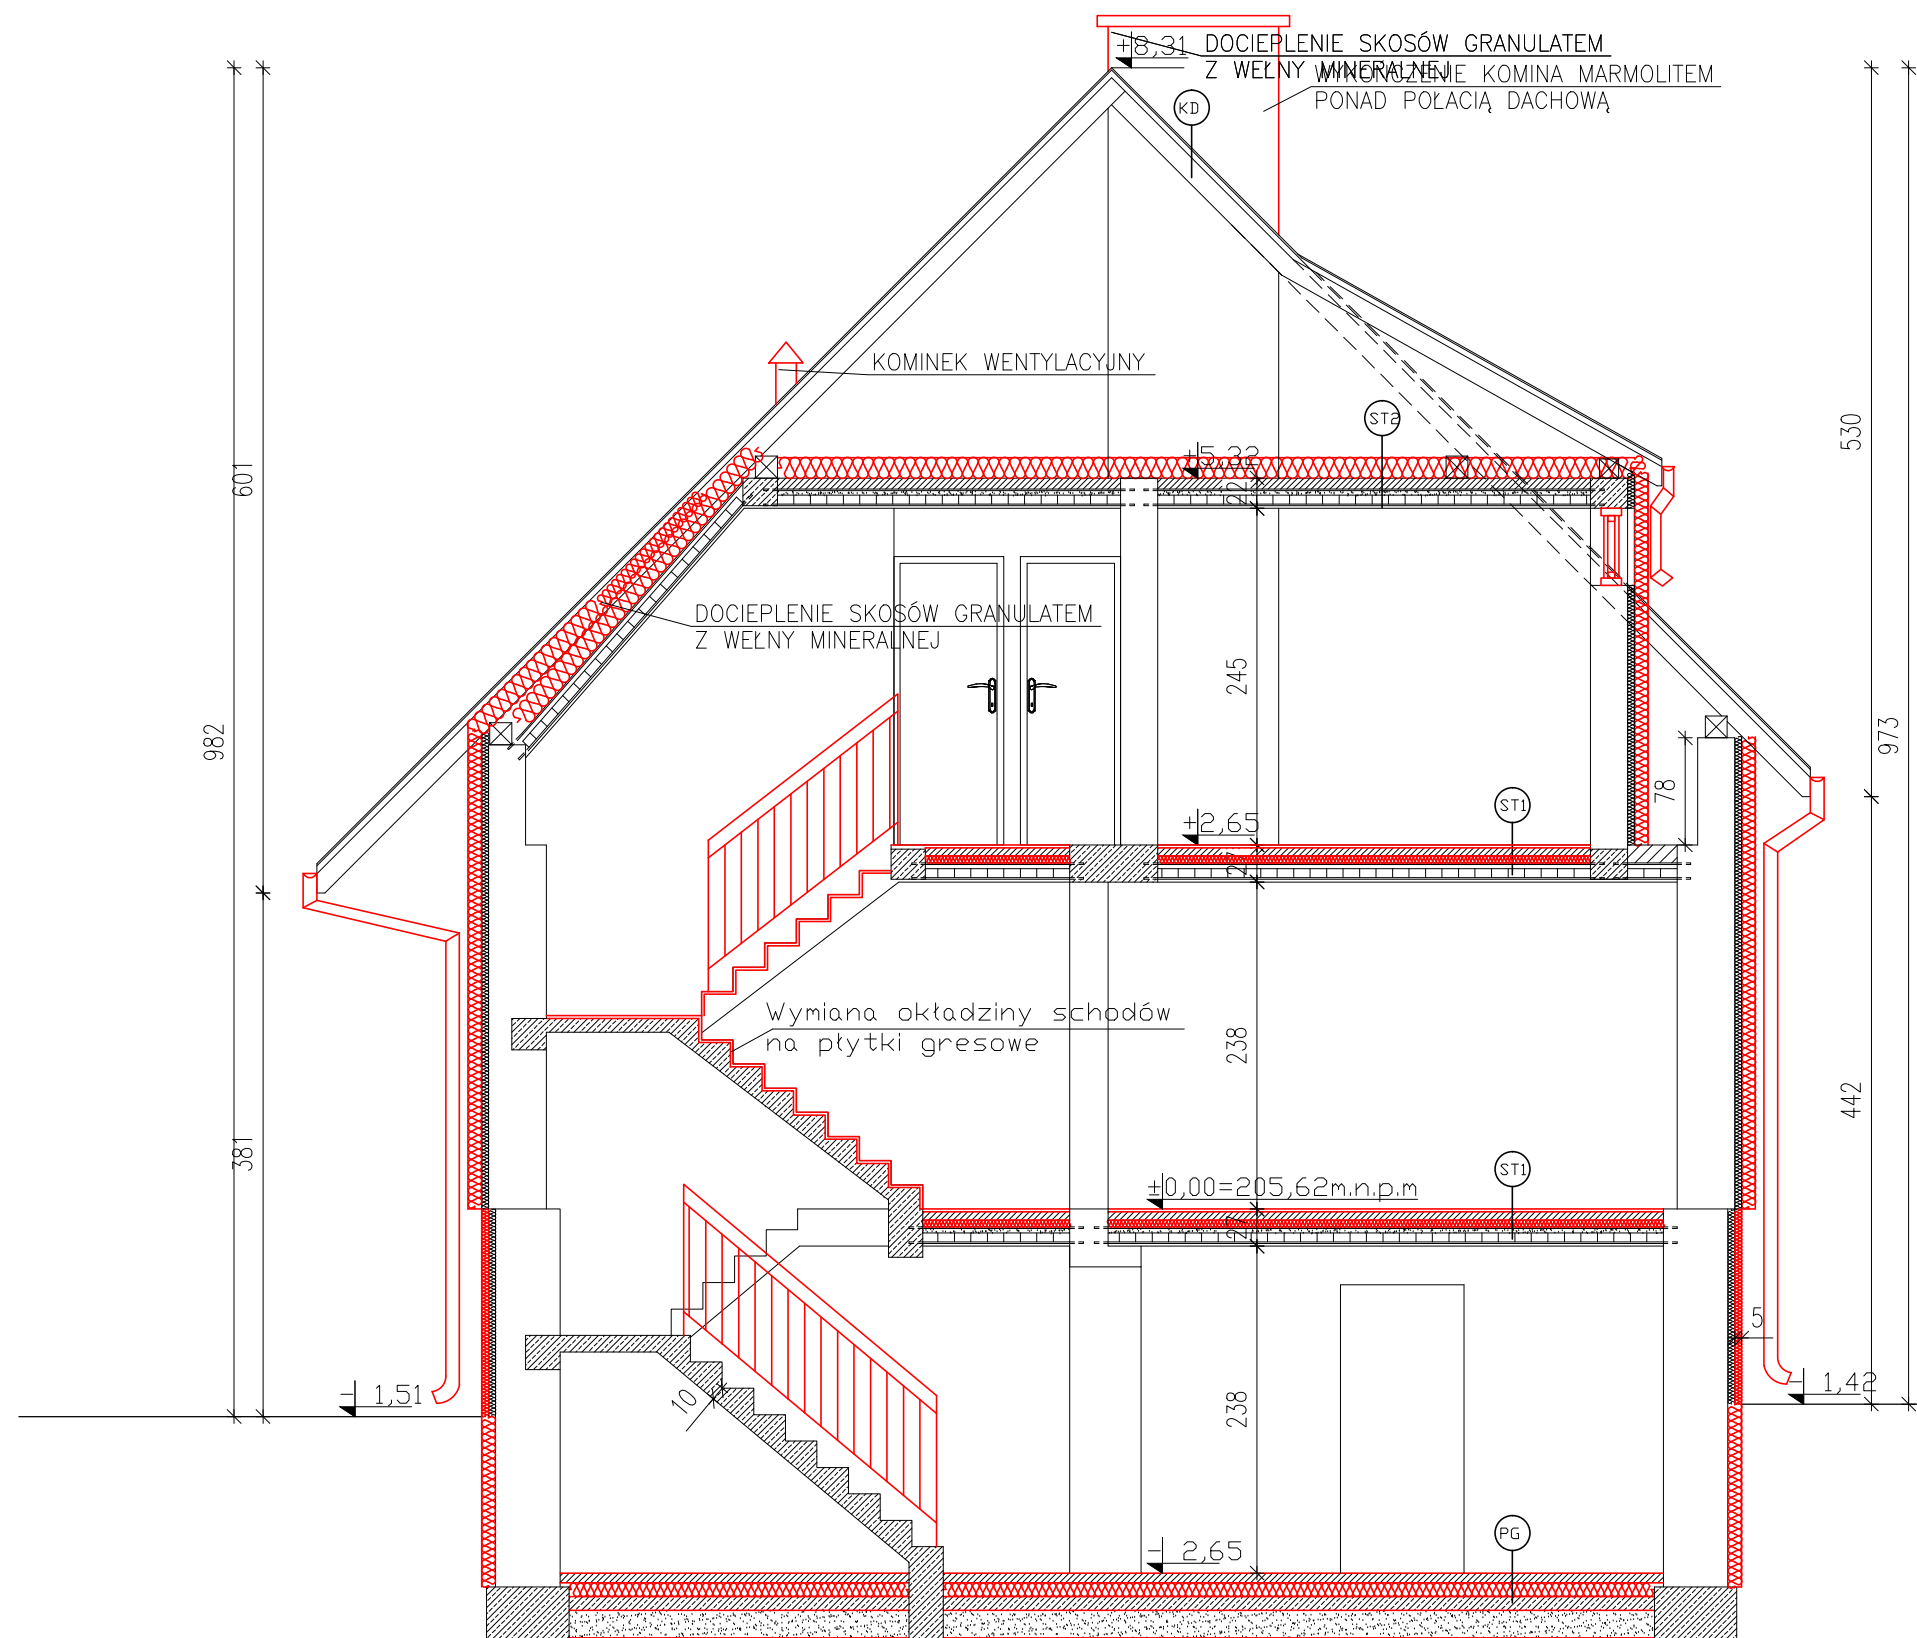 +8,31
DOCIEPLENIE SKOSÓW GRANULATEM
Z WEŁNY MINERALNEJ
WYKOŃCZENIE KOMINA MARMOLITEM
PONAD POŁACIĄ DACHOWĄ
KD
KOMINEK WENTYLACYJNY
ST2
530
+5,32
601
22
DOCIEPLENIE SKOSÓW GRANULATEM
Z WEŁNY MINERALNEJ
245
982
973
78
ST1
+2,65
27
Wymiana okładziny schodów
na płytki gresowe
238
442
381
ST1
±0,00=205,62m.n.p.m
27
5
- 1,51
10
238
- 1,42
PG
- 2,65